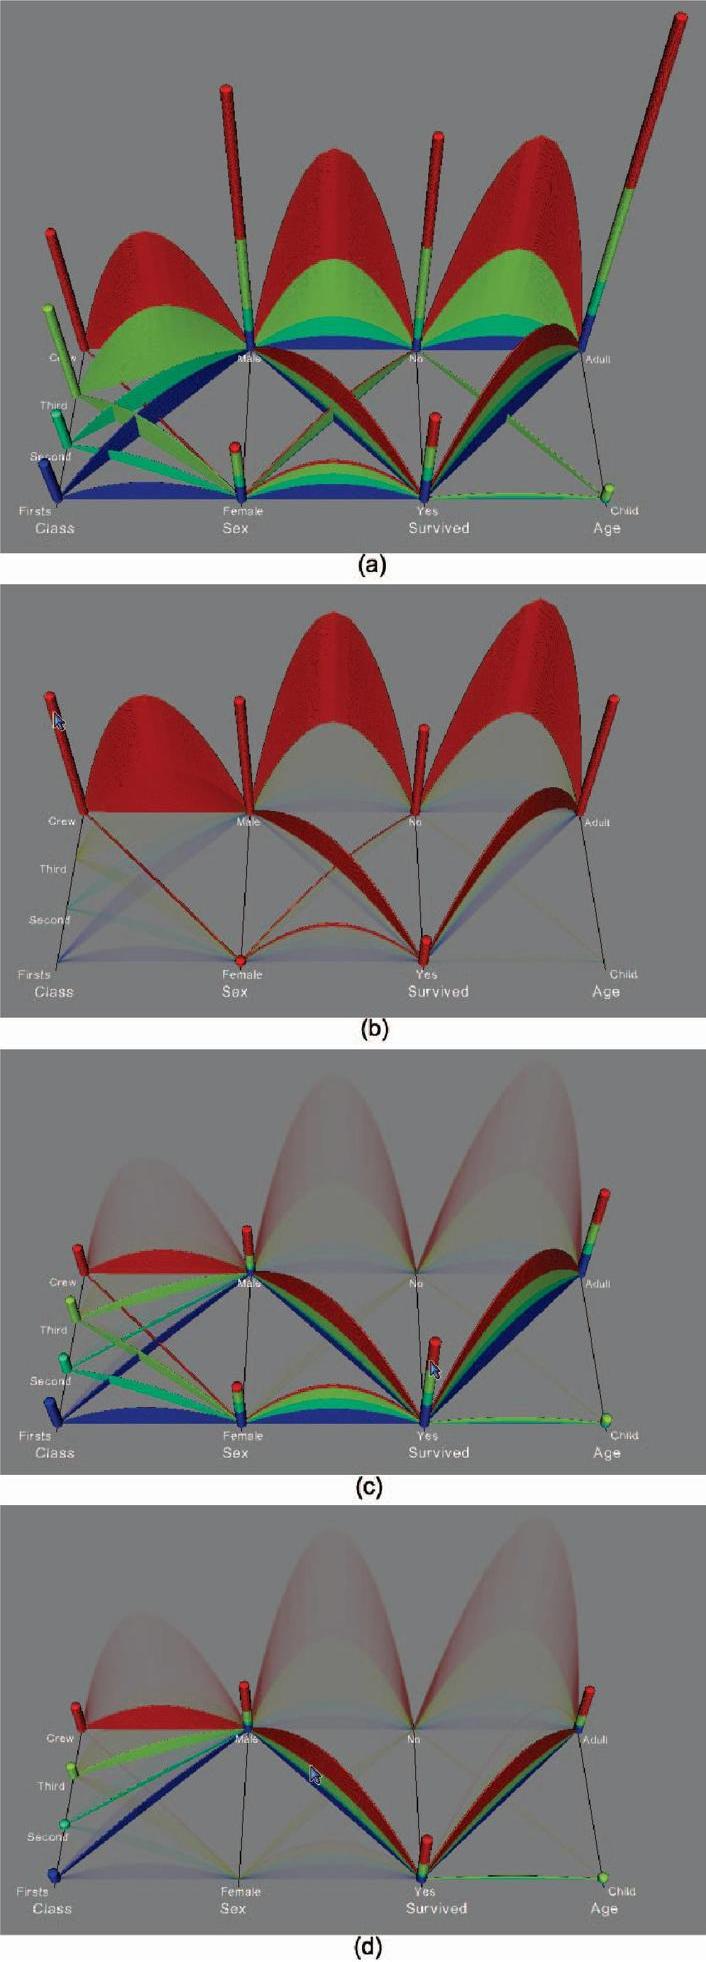 Crew Male No Adult
Third
Second
Firsts Female Yes Child
Class Sex Survived Age
(a)
Crew Male No Adult
Third
Second
Firsts Female Yes Child
Class Sex Survived Age
(b)
Crew Male No Adult
Third
Second
Firsts Female Yes Child
Class Sex Survived Age
(c)
Crew Male No Adult
Third
Second
Firsts Female Yes Child
Class Sex Survived Age
(d)